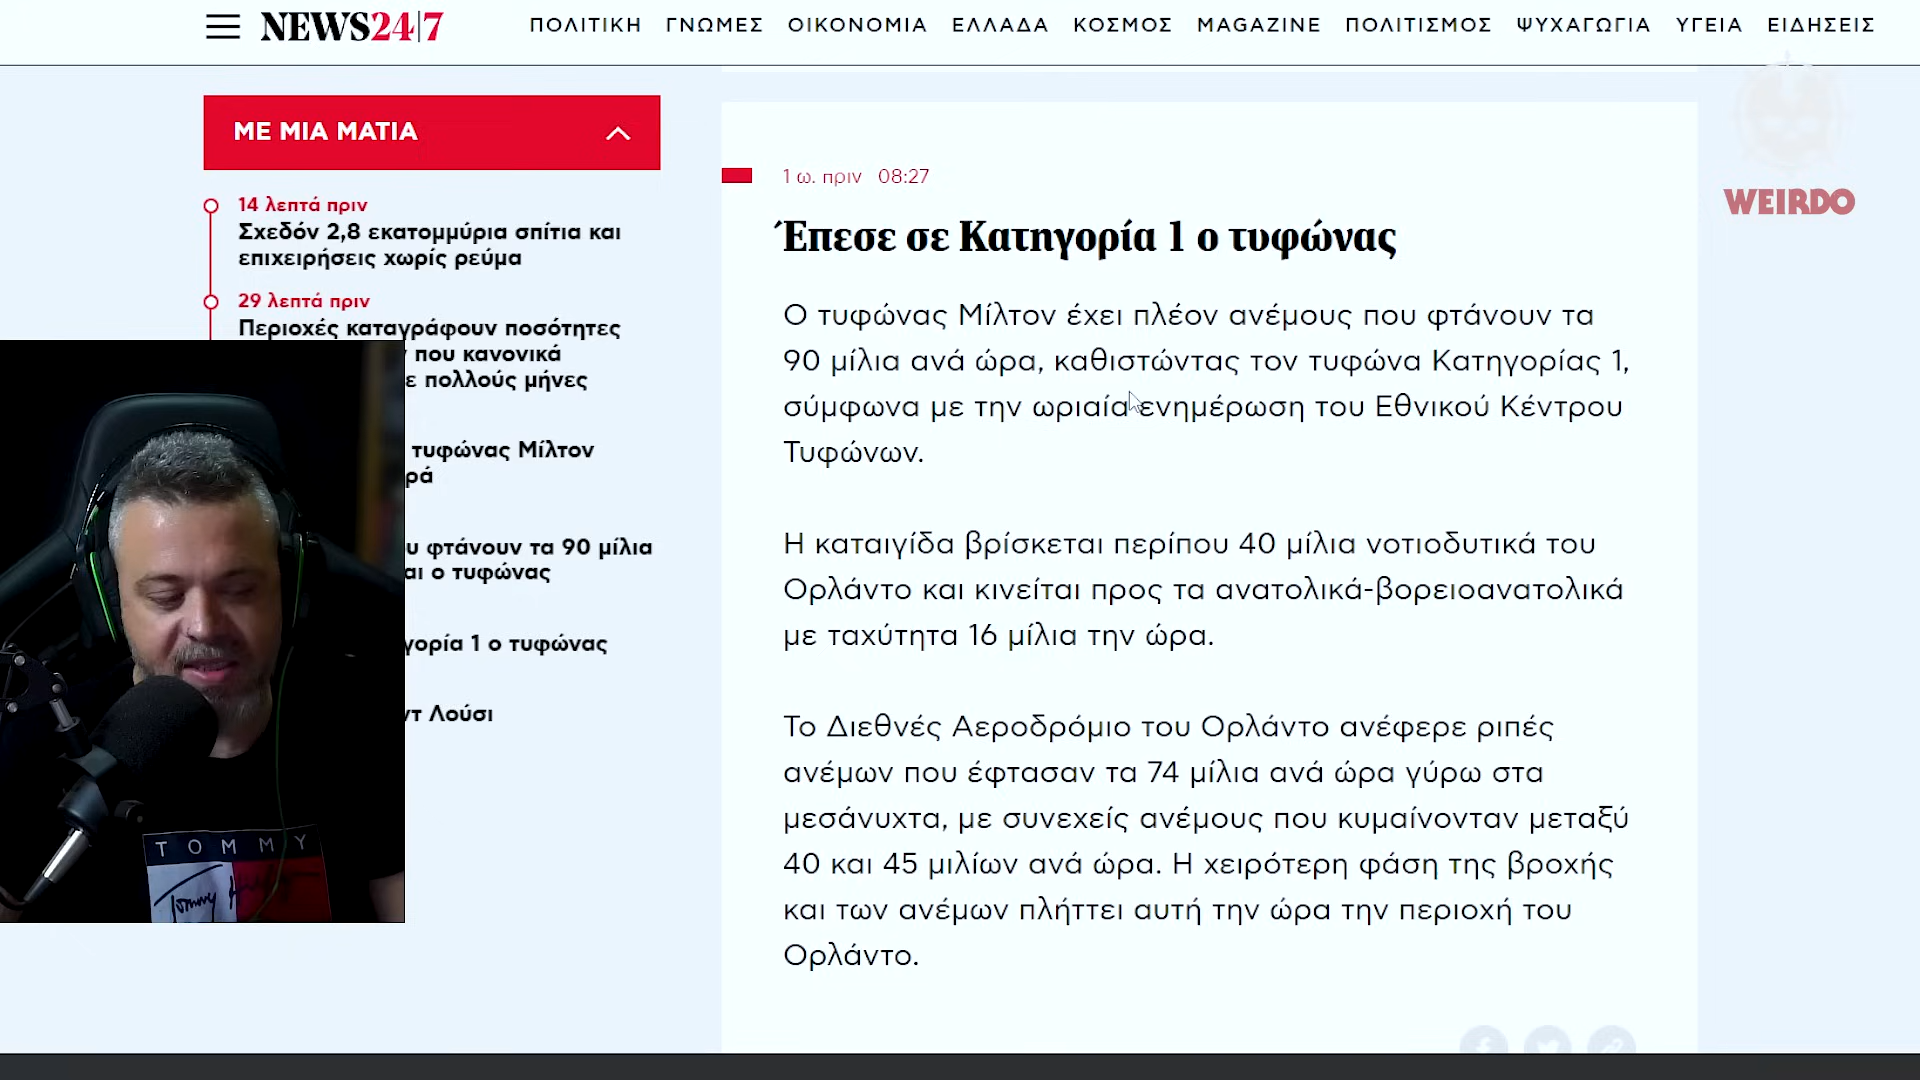 NEWS24|7
ΠΟΛΙΤΙΚΗ ΓΝΩΜΕΣ ΟΙΚΟΝΟΜΙΑ ΕΛΛΑΔΑ ΚΟΣΜΟΣ MAGAZINE ΠΟΛΙΤΙΣΜΟΣ ΨΥΧΑΓΩΓΙΑ ΥΓΕΙΑ ΕΙΔΗΣΕΙΣ
ΜΕ ΜΙΑ ΜΑΤΙΑ
14 λεπτά πριν
Σχεδόν 2,8 εκατομμύρια σπίτια και
επιχειρήσεις χωρίς ρεύμα
29 λεπτά πριν
Περιοχές καταγράφουν ποσότητες
που κανονικά
ε πολλούς μήνες
τυφώνας Μίλτον
ρά
υ φτάνουν τα 90 μίλια
αι ο τυφώνας
γορία 1 ο τυφώνας
ντ Λούσι
1 ω. πριν 08:27
Έπεσε σε Κατηγορία 1 ο τυφώνας
Ο τυφώνας Μίλτον έχει πλέον ανέμους που φτάνουν τα
90 μίλια ανά ώρα, καθιστώντας τον τυφώνα Κατηγορίας 1,
σύμφωνα με την ωριαία ενημέρωση του Εθνικού Κέντρου
Τυφώνων.
Η καταιγίδα βρίσκεται περίπου 40 μίλια νοτιοδυτικά του
Ορλάντο και κινείται προς τα ανατολικά-βορειοανατολικά
με ταχύτητα 16 μίλια την ώρα.
Το Διεθνές Αεροδρόμιο του Ορλάντο ανέφερε ριπές
ανέμων που έφτασαν τα 74 μίλια ανά ώρα γύρω στα
μεσάνυχτα, με συνεχείς ανέμους που κυμαίνονταν μεταξύ
40 και 45 μιλίων ανά ώρα. Η χειρότερη φάση της βροχής
και των ανέμων πλήττει αυτή την ώρα την περιοχή του
Ορλάντο.
WEIRDO
TOMMY
Tommy